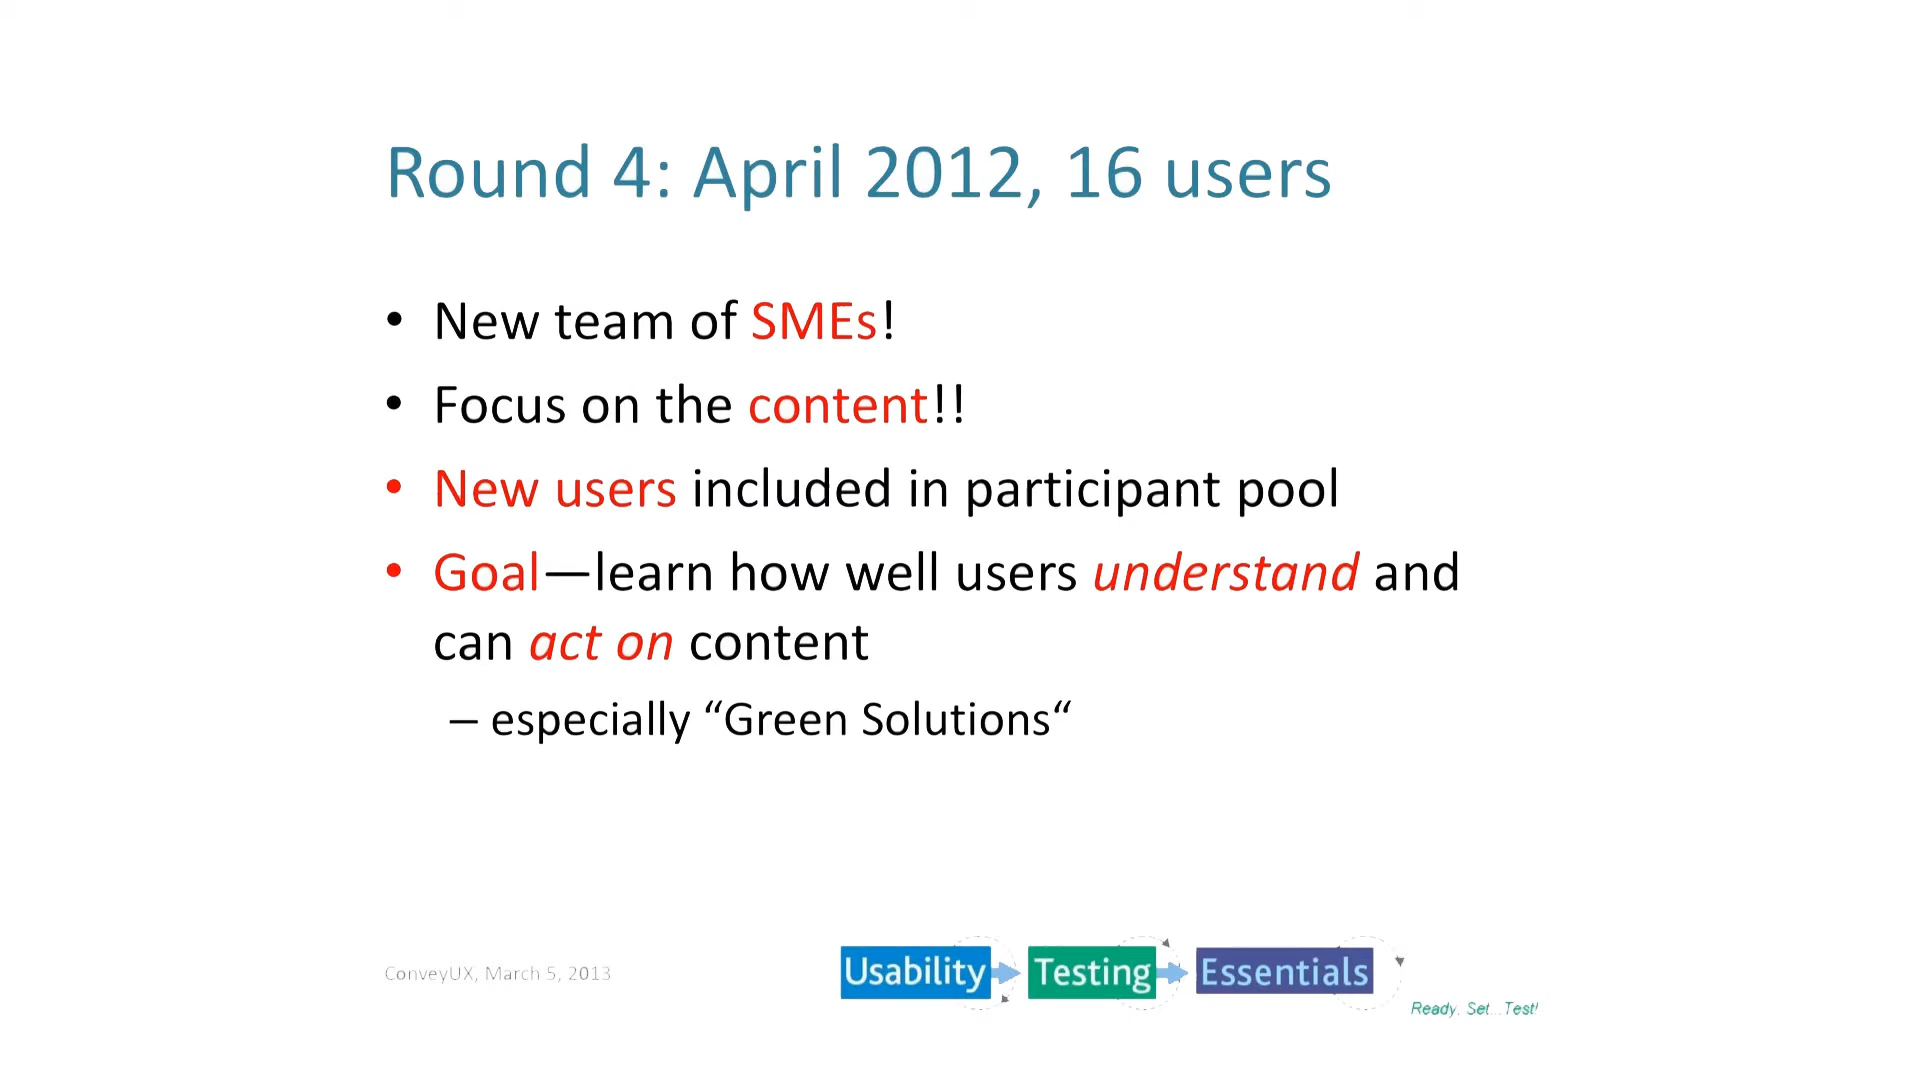 Round 4: April 2012, 16 users
• New team of SMEs!
• Focus on the content!!
• New users included in participant pool
• Goal—learn how well users understand and
can act on content
– especially “Green Solutions“
ConveyUX, March 5, 2013
Usability Testing Essentials
Ready. Set...Test!